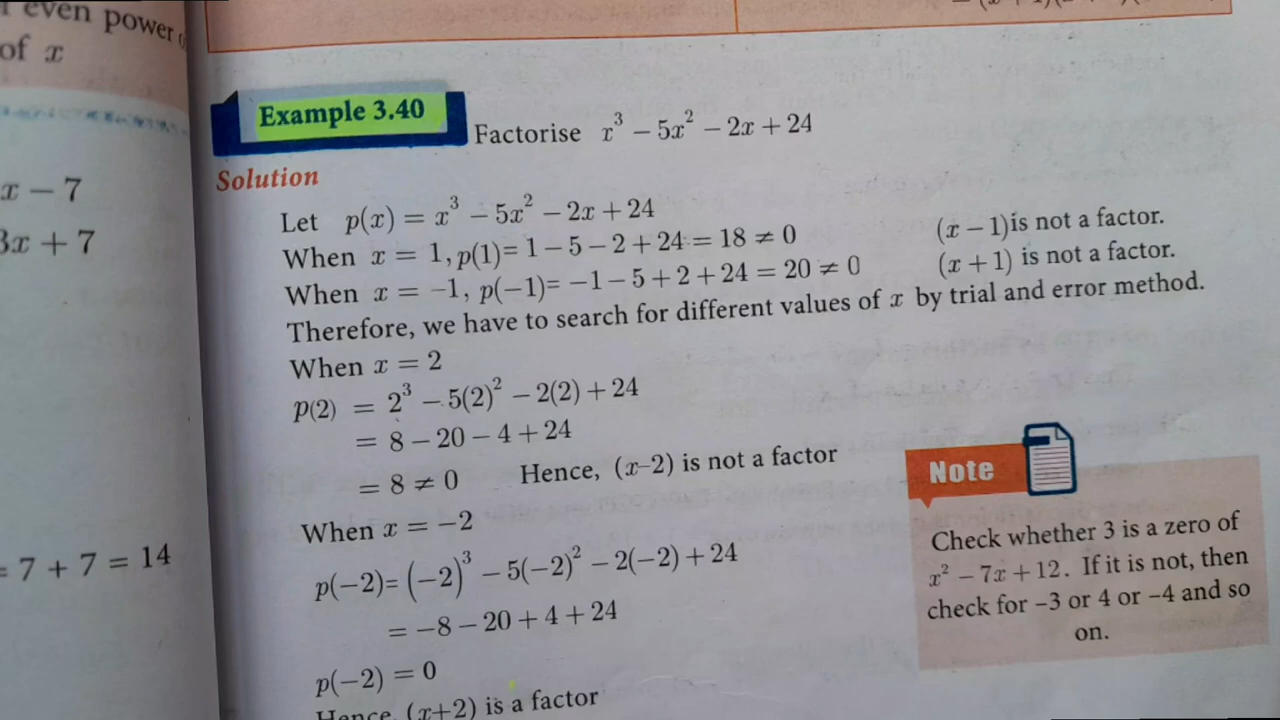 even power
of x
x − 7
3x + 7
= 7 + 7 = 14
Example 3.40 Factorise x³ − 5x² − 2x + 24
Solution
Let p(x) = x³ − 5x² − 2x + 24
When x = 1, p(1)= 1 − 5 − 2 + 24 = 18 ≠ 0 (x − 1)is not a factor.
When x = −1, p(−1)= −1 − 5 + 2 + 24 = 20 ≠ 0 (x + 1) is not a factor.
Therefore, we have to search for different values of x by trial and error method.
When x = 2
p(2) = 2³ − 5(2)² − 2(2) + 24
= 8 − 20 − 4 + 24
= 8 ≠ 0 Hence, (x−2) is not a factor
When x = −2
p(−2)= (−2)³ − 5(−2)² − 2(−2) + 24
= −8 − 20 + 4 + 24
p(−2) = 0
Hence, (x+2) is a factor
Note
Check whether 3 is a zero of
x² − 7x + 12. If it is not, then
check for −3 or 4 or −4 and so
on.